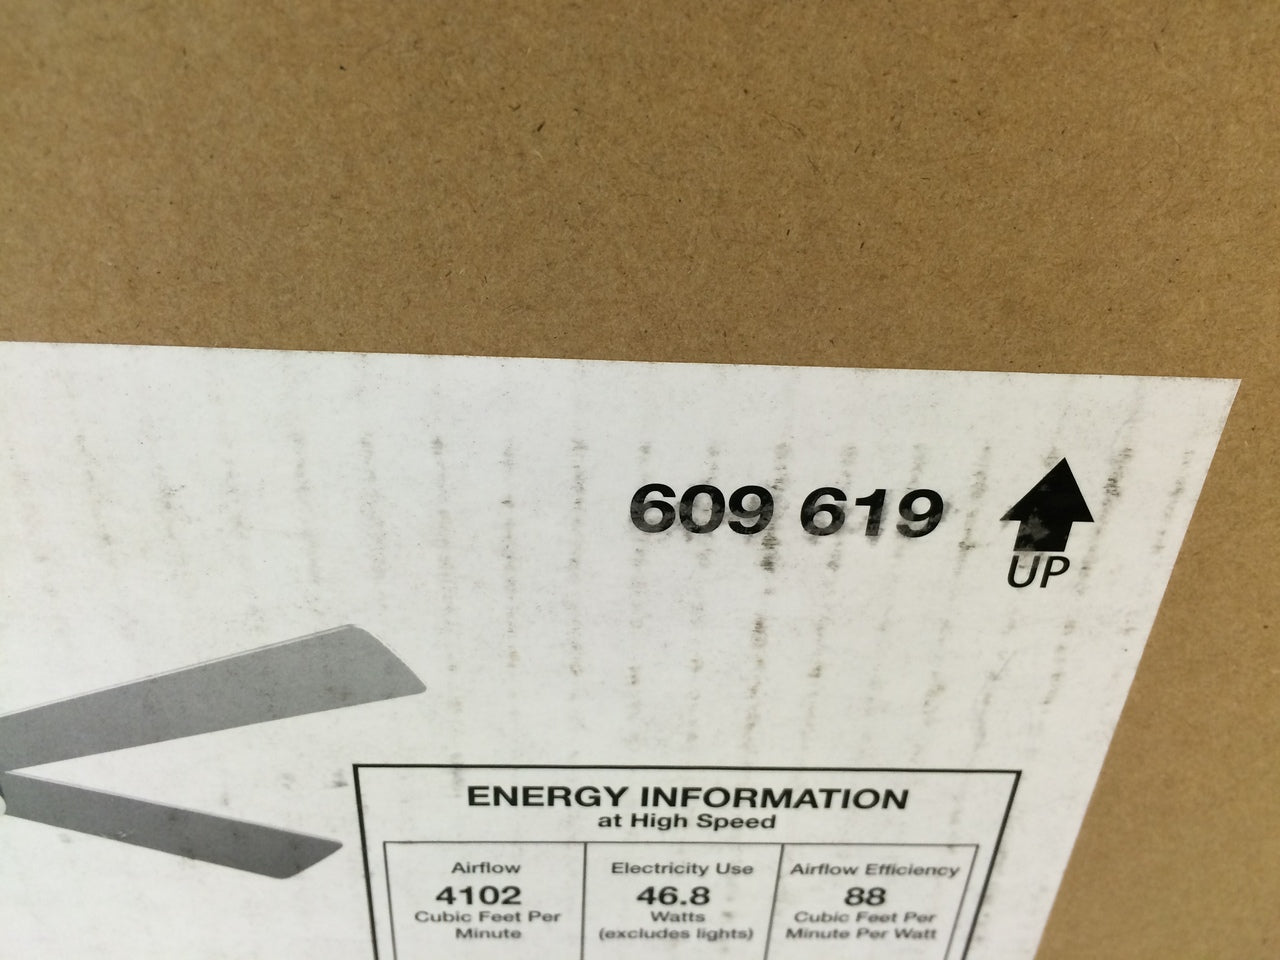 609 619
UP
ENERGY INFORMATION
at High Speed
Airflow
4102
Cubic Feet Per
Minute
Electricity Use
46.8
Watts
(excludes lights)
Airflow Efficiency
88
Cubic Feet Per
Minute Per Watt